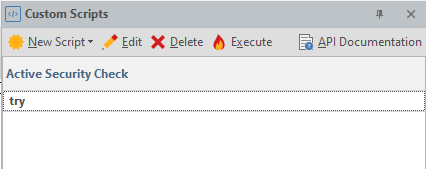 Custom Scripts
New Script Edit Delete Execute API Documentation
Active Security Check
try